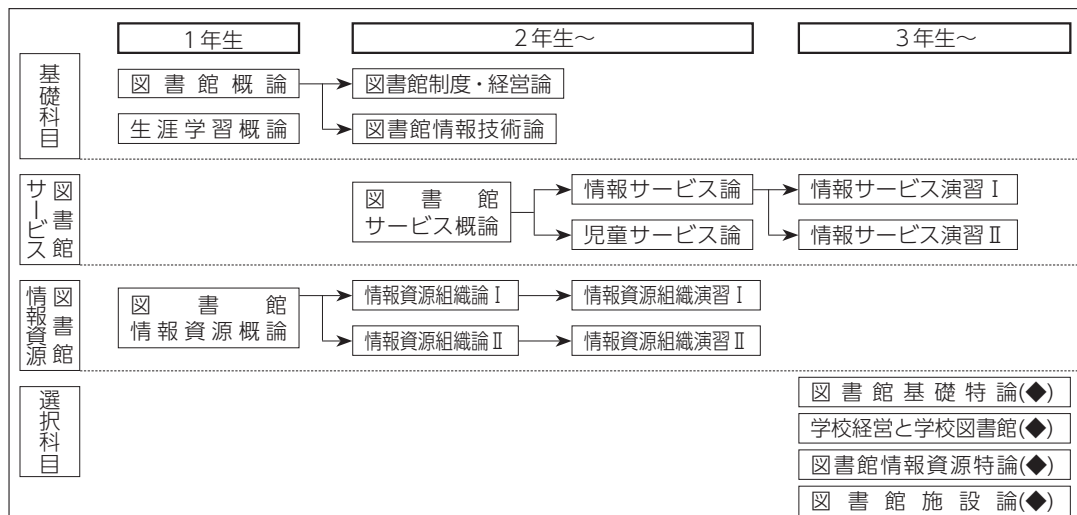 1年生
2年生～
3年生～
基礎科目
図書館概論
図書館制度・経営論
生涯学習概論
図書館情報技術論
図書館
サービス
図書館
サービス概論
情報サービス論
情報サービス演習Ⅰ
児童サービス論
情報サービス演習Ⅱ
図書館
情報資源
図書館
情報資源概論
情報資源組織論Ⅰ
情報資源組織演習Ⅰ
情報資源組織論Ⅱ
情報資源組織演習Ⅱ
選択科目
図書館基礎特論(◆)
学校経営と学校図書館(◆)
図書館情報資源特論(◆)
図書館施設論(◆)